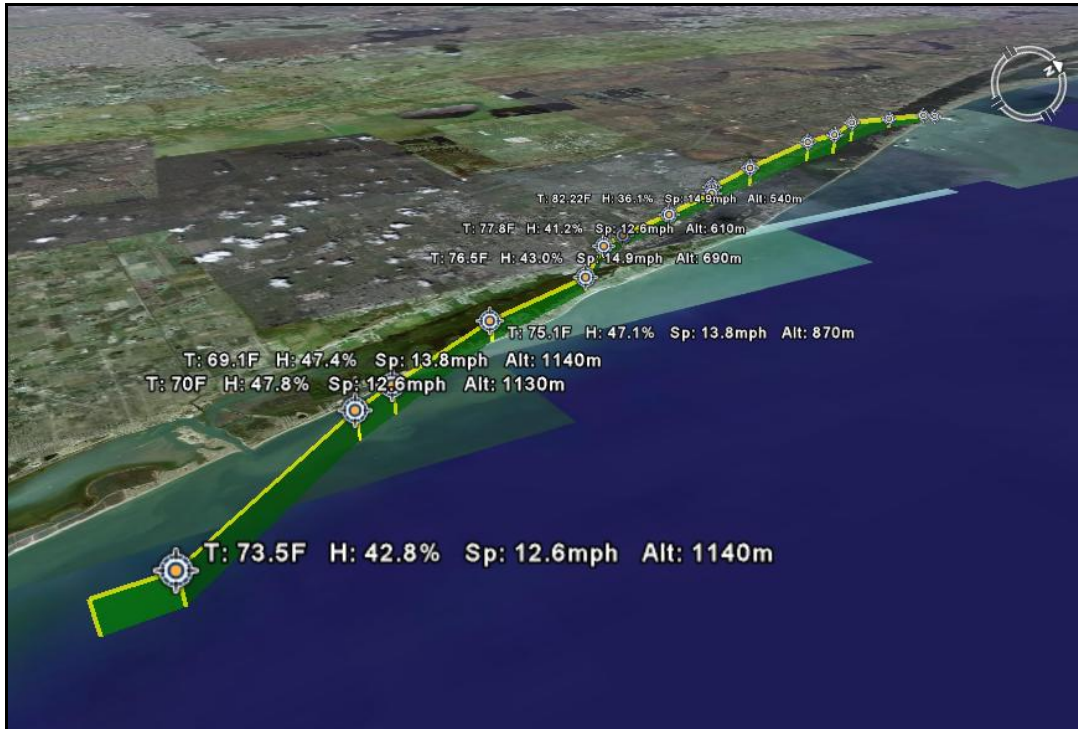 N
T: 82.22F H: 36.1% Sp: 14.9mph Alt: 540m
T: 77.8F H: 41.2% Sp: 12.6mph Alt: 610m
T: 76.5F H: 43.0% Sp: 14.9mph Alt: 690m
T: 75.1F H: 47.1% Sp: 13.8mph Alt: 870m
T: 69.1F H: 47.4% Sp: 13.8mph Alt: 1140m
T: 70F H: 47.8% Sp: 12.6mph Alt: 1130m
T: 73.5F H: 42.8% Sp: 12.6mph Alt: 1140m